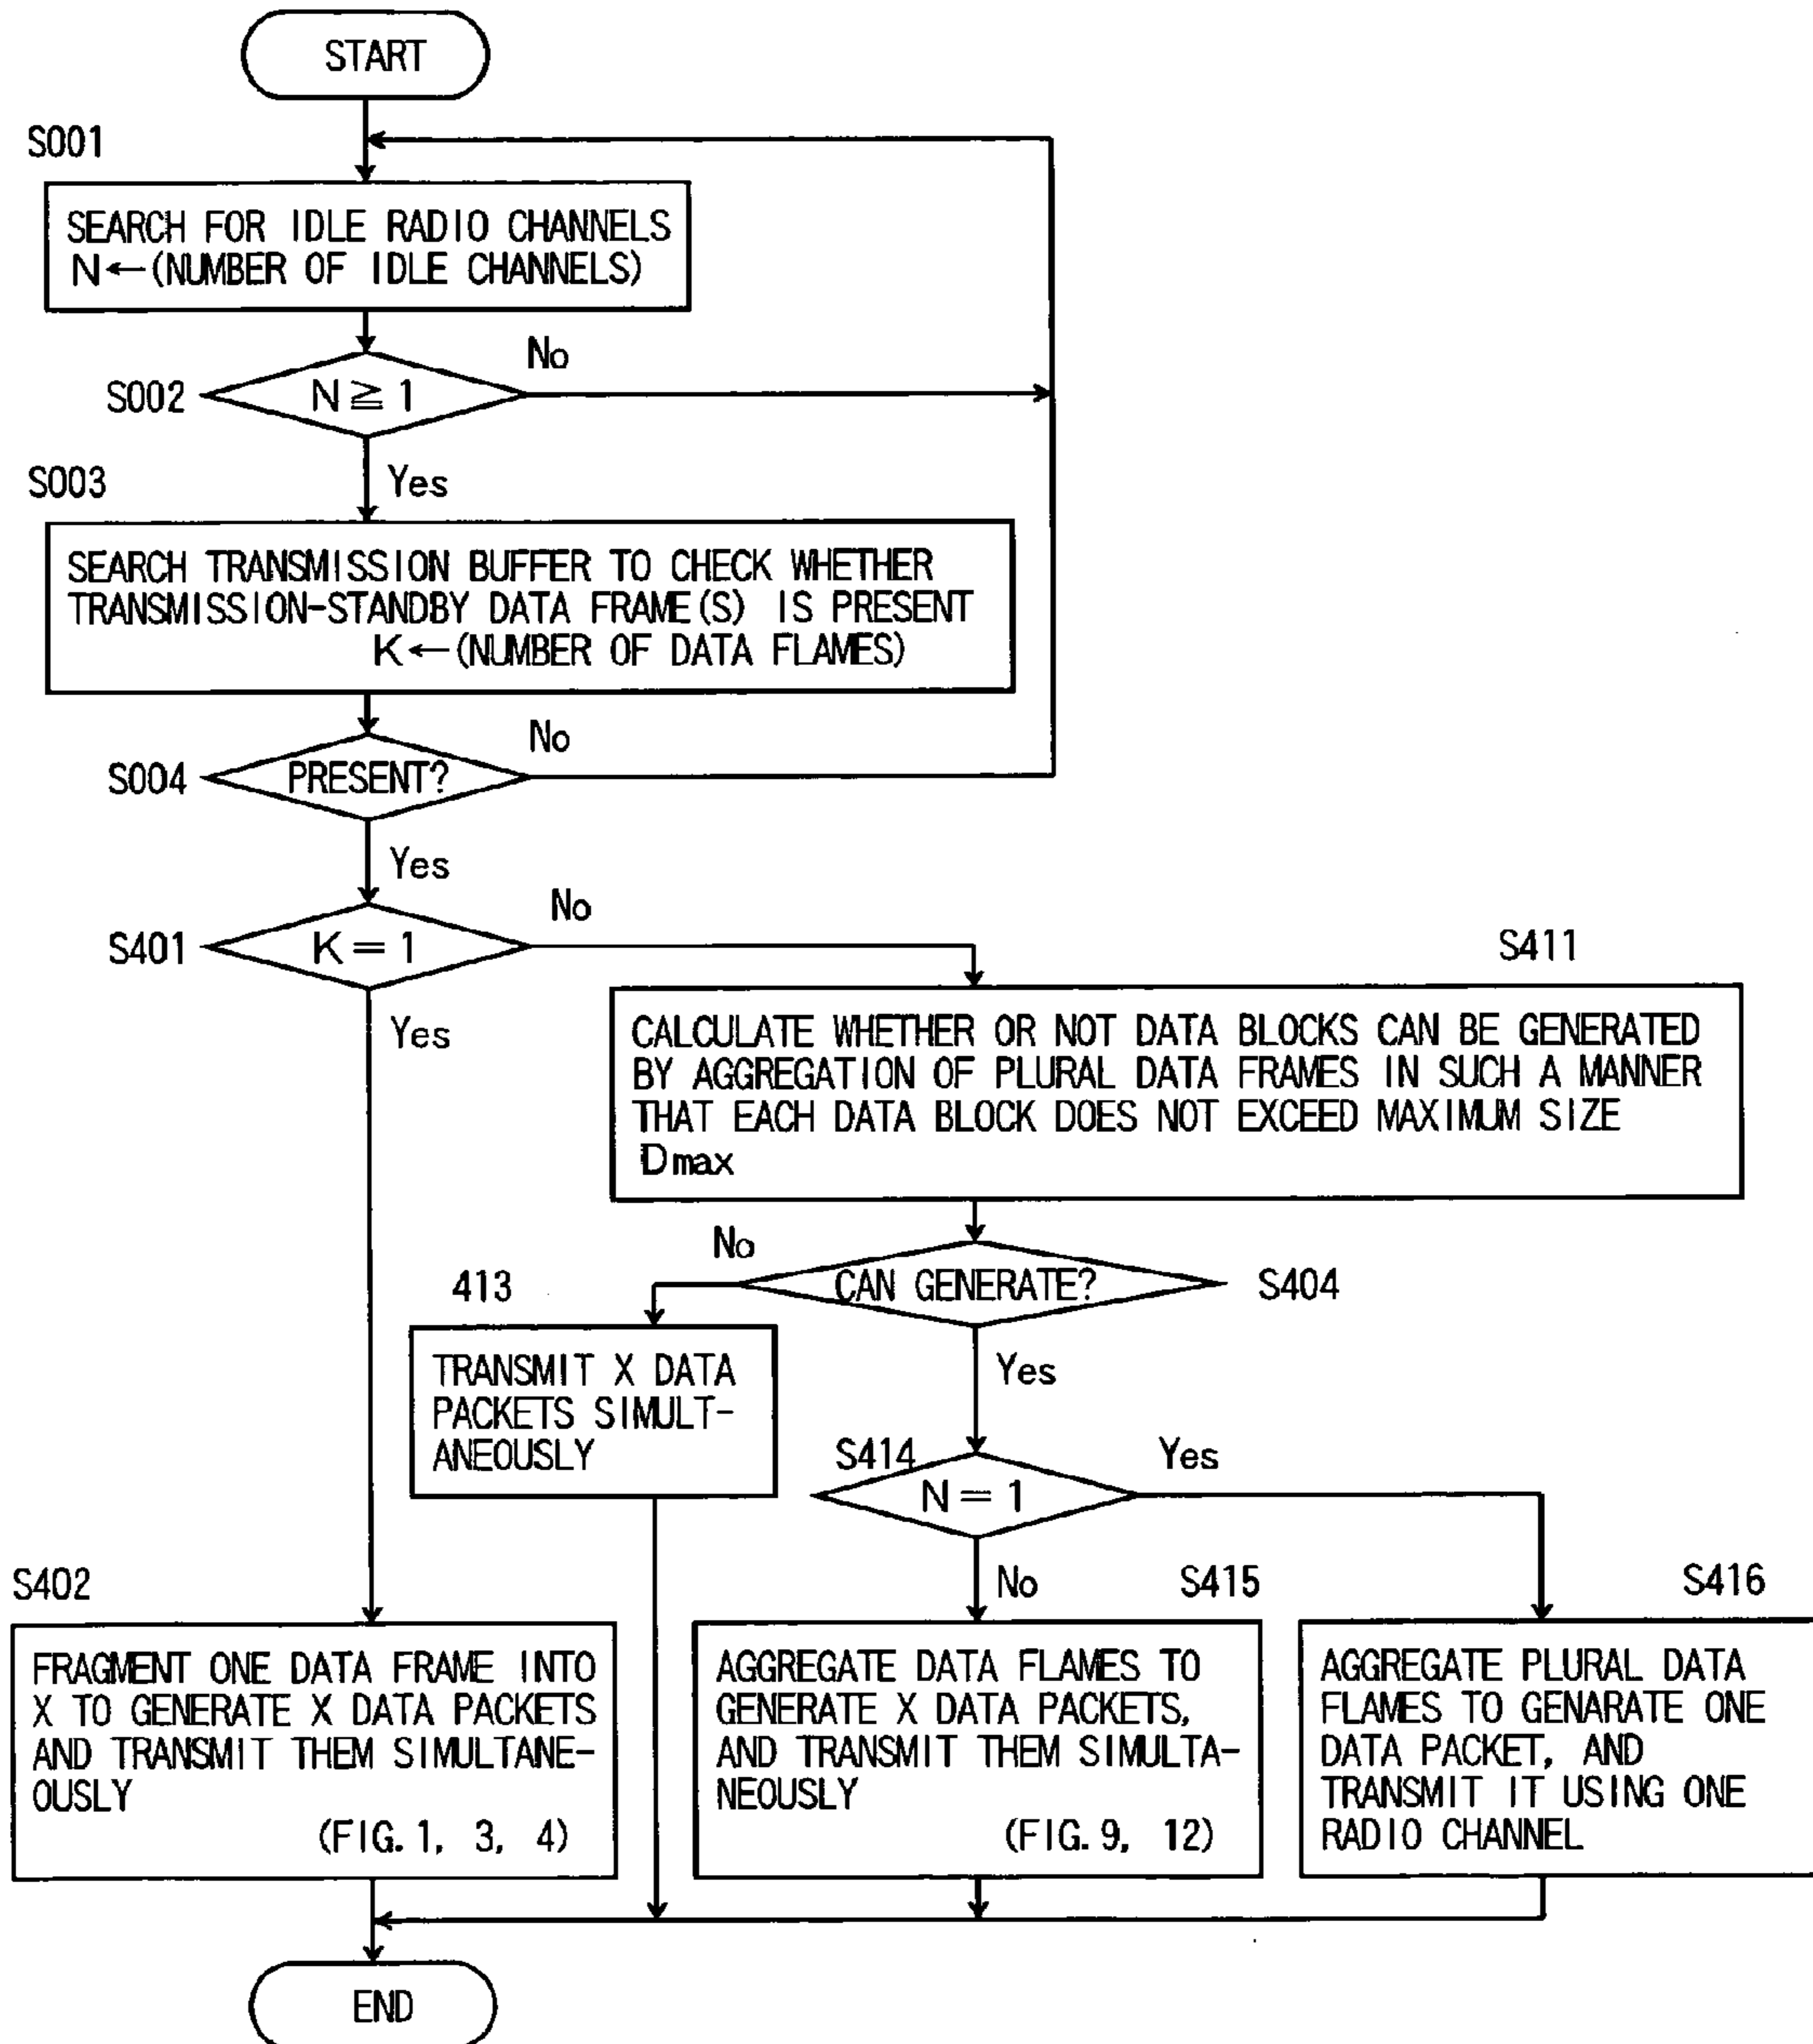 START
S001
SEARCH FOR IDLE RADIO CHANNELS
N←(NUMBER OF IDLE CHANNELS)
No
S002
N≧1
Yes
S003
SEARCH TRANSMISSION BUFFER TO CHECK WHETHER
TRANSMISSION-STANDBY DATA FRAME(S) IS PRESENT
K←(NUMBER OF DATA FLAMES)
No
S004
PRESENT?
Yes
No
S401
K=1
S411
Yes
CALCULATE WHETHER OR NOT DATA BLOCKS CAN BE GENERATED
BY AGGREGATION OF PLURAL DATA FRAMES IN SUCH A MANNER
THAT EACH DATA BLOCK DOES NOT EXCEED MAXIMUM SIZE
Dmax
No
413
CAN GENERATE?
S404
TRANSMIT X DATA
PACKETS SIMULT-
ANEOUSLY
Yes
S414
Yes
N=1
S402
No
S415
S416
FRAGMENT ONE DATA FRAME INTO
X TO GENERATE X DATA PACKETS
AND TRANSMIT THEM SIMULTANE-
OUSLY
(FIG. 1, 3, 4)
AGGREGATE DATA FLAMES TO
GENERATE X DATA PACKETS,
AND TRANSMIT THEM SIMULTA-
NEOUSLY
(FIG. 9, 12)
AGGREGATE PLURAL DATA
FLAMES TO GENARATE ONE
DATA PACKET, AND
TRANSMIT IT USING ONE
RADIO CHANNEL
END